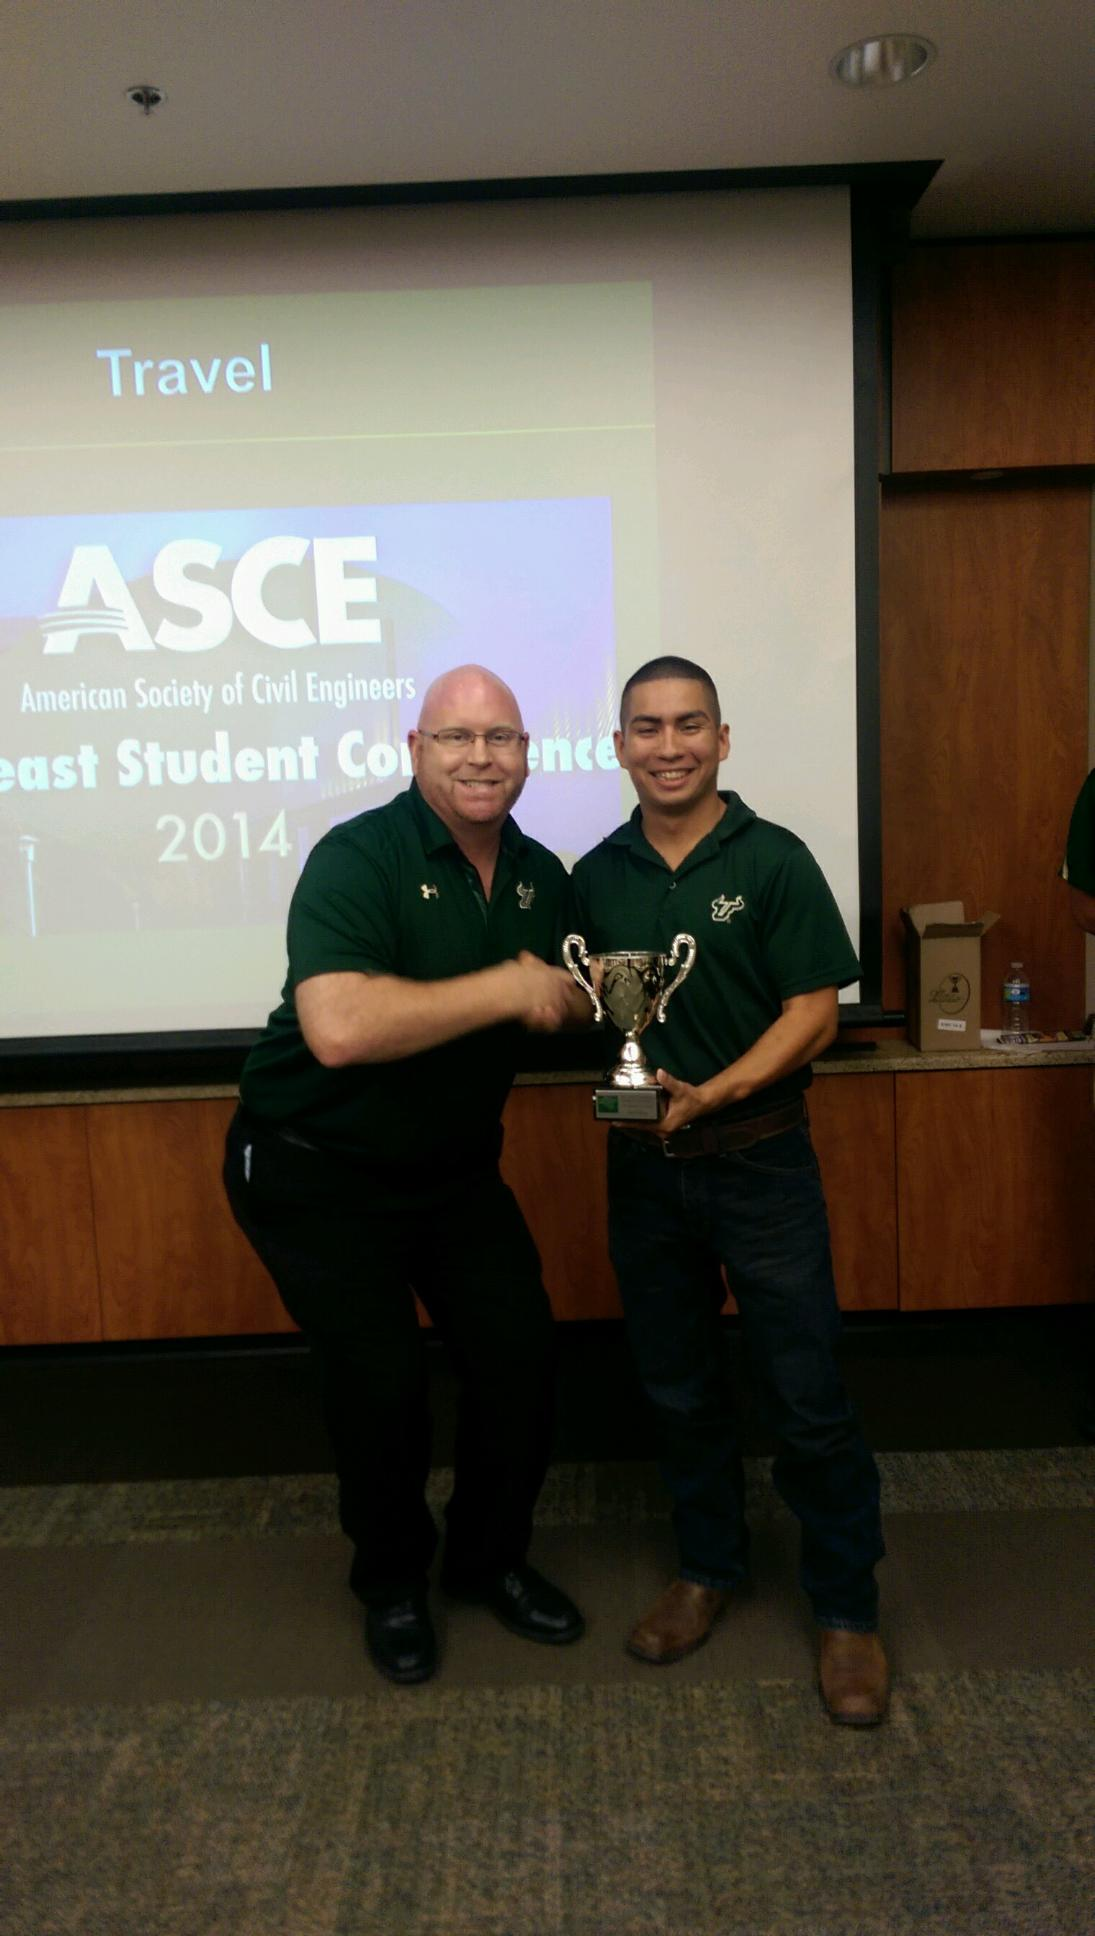 Travel
ASCE
American Society of Civil Engineers
east Student Co ence
2014